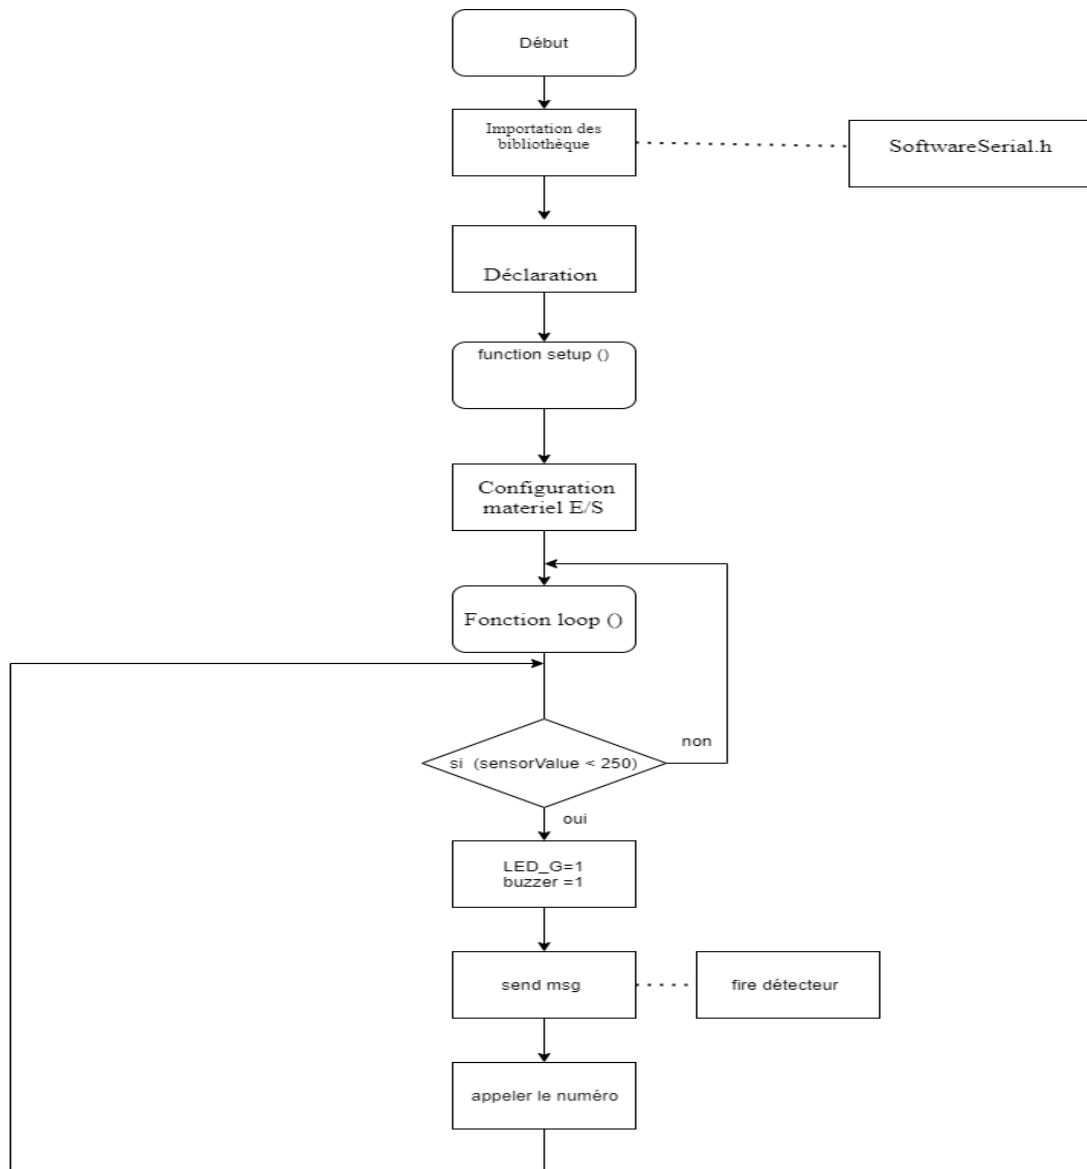 Début
Importation des
bibliothèque
SoftwareSerial.h
Déclaration
function setup ()
Configuration
materiel E/S
Fonction loop ()
si (sensorValue < 250)
non
oui
LED_G=1
buzzer =1
send msg
fire détecteur
appeler le numéro